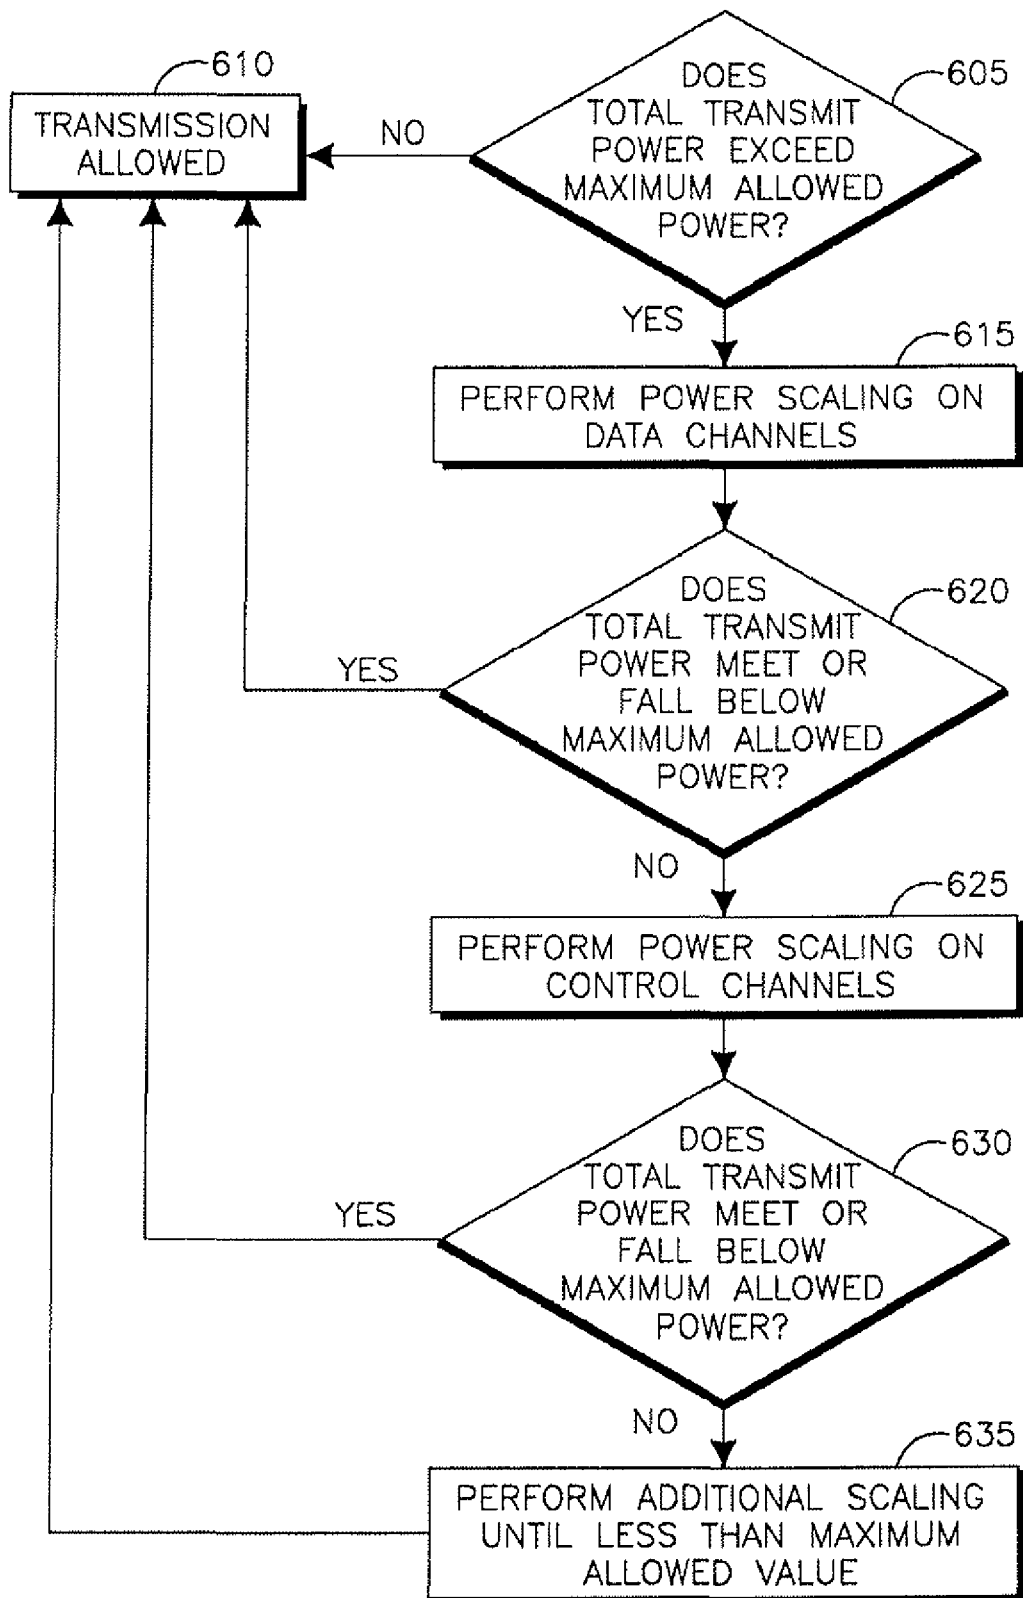 610
TRANSMISSION
ALLOWED
605
DOES
TOTAL TRANSMIT
POWER EXCEED
MAXIMUM ALLOWED
POWER?
NO
YES
615
PERFORM POWER SCALING ON
DATA CHANNELS
620
DOES
TOTAL TRANSMIT
POWER MEET OR
FALL BELOW
MAXIMUM ALLOWED
POWER?
YES
NO
625
PERFORM POWER SCALING ON
CONTROL CHANNELS
630
DOES
TOTAL TRANSMIT
POWER MEET OR
FALL BELOW
MAXIMUM ALLOWED
POWER?
YES
NO
635
PERFORM ADDITIONAL SCALING
UNTIL LESS THAN MAXIMUM
ALLOWED VALUE